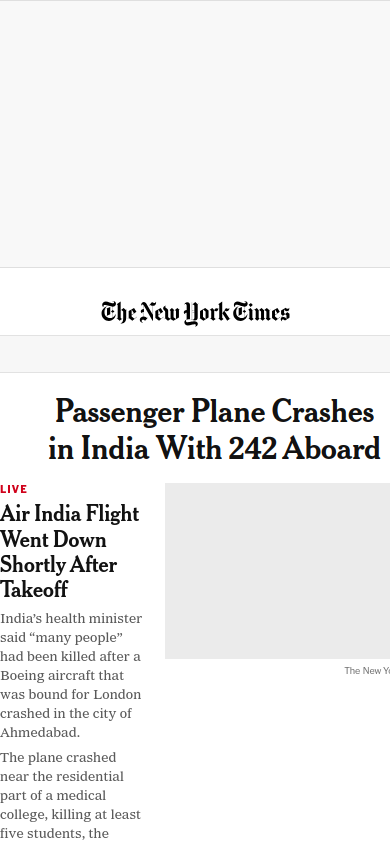 The New York Times
Passenger Plane Crashes
in India With 242 Aboard
LIVE
Air India Flight
Went Down
Shortly After
Takeoff
India’s health minister
said “many people”
had been killed after a
Boeing aircraft that
was bound for London
crashed in the city of
Ahmedabad.
The plane crashed
near the residential
part of a medical
college, killing at least
five students, the
The New